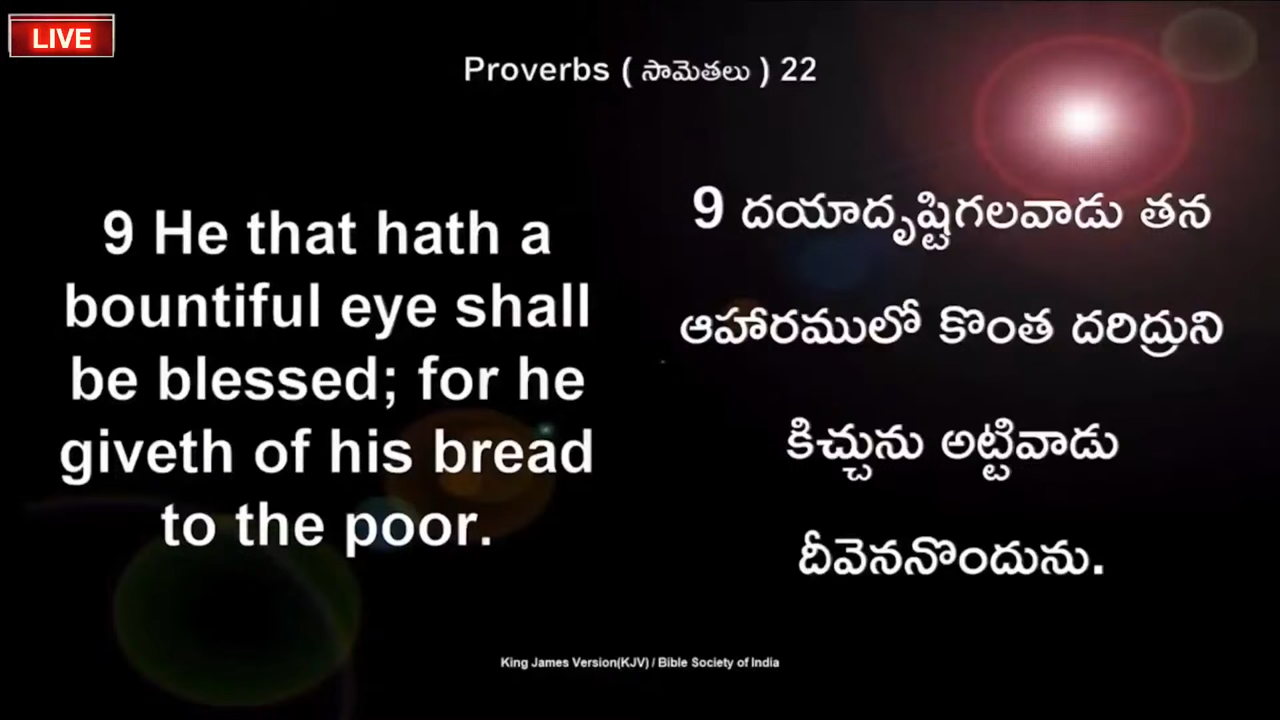 LIVE
Proverbs ( సామెతలు ) 22
9 He that hath a
bountiful eye shall
be blessed; for he
giveth of his bread
to the poor.
9 దయాదృష్టిగలవాడు తన
ఆహారములో కొంత దరిద్రుని
కిచ్చును అట్టివాడు
దీవెననొందును.
King James Version(KJV) / Bible Society of India